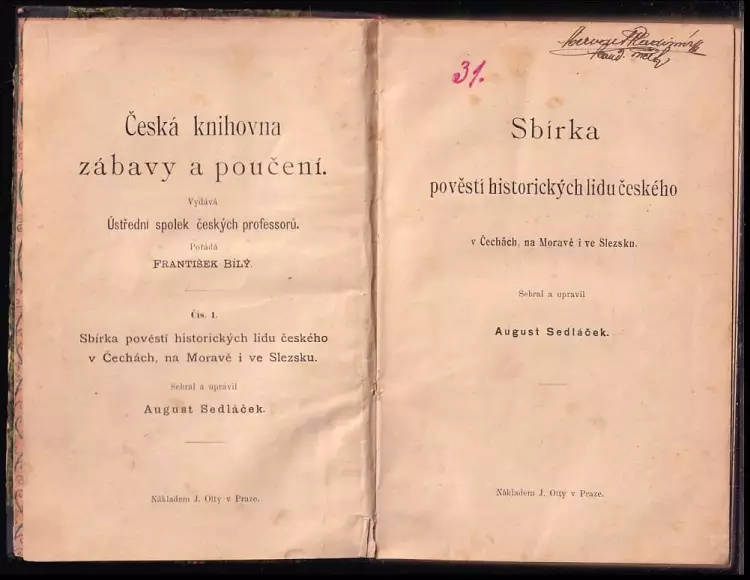 Česká knihovna
zábavy a poučení.
Vydává
Ústřední spolek českých professorů.
Pořádá
František Bílý.
Čís. 1.
Sbírka pověstí historických lidu českého
v Čechách, na Moravě i ve Slezsku.
Sebral a upravil
August Sedláček.
Nákladem J. Otty v Praze.
31.
Sbírka
pověstí historických lidu českého
v Čechách, na Moravě i ve Slezsku.
Sebral a upravil
August Sedláček.
Nákladem J. Otty v Praze.